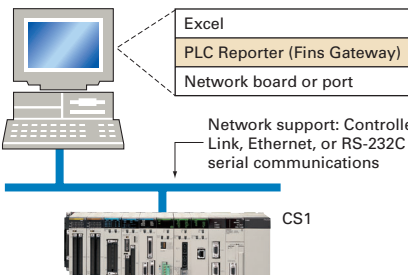 Excel
PLC Reporter (Fins Gateway)
Network board or port
Network support: Controlle
Link, Ethernet, or RS-232C
serial communications
CS1